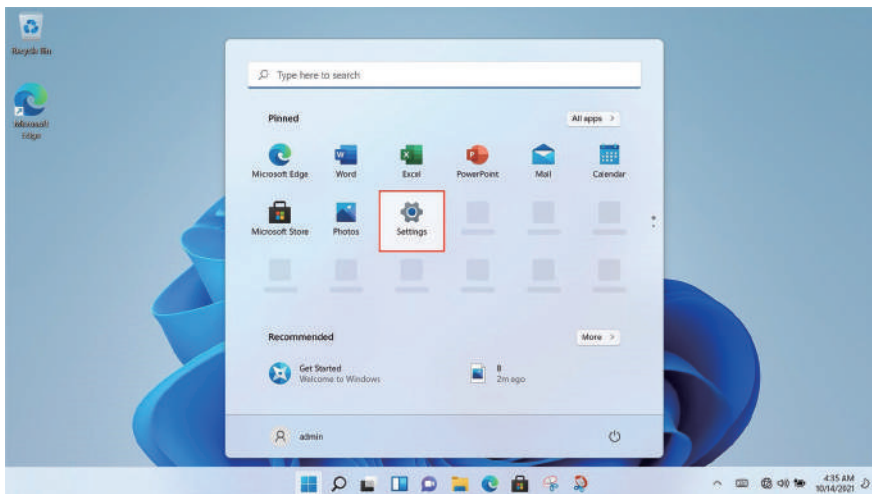 Recycle Bin
Microsoft
Edge
Type here to search
Pinned
All apps >
Microsoft Edge
Word
Excel
PowerPoint
Mail
Calendar
Microsoft Store
Photos
Settings
Recommended
More >
Get Started
Welcome to Windows
8
2m ago
admin
4:35 AM
10/14/2021